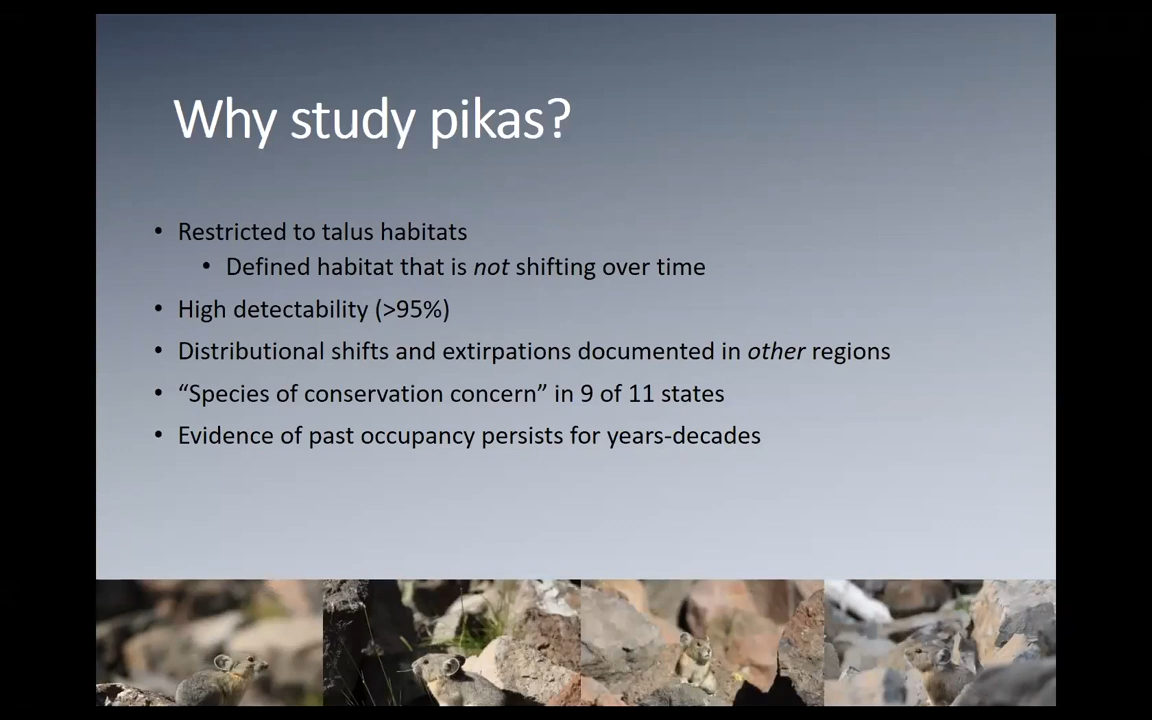 Why study pikas?
• Restricted to talus habitats
• Defined habitat that is not shifting over time
• High detectability (>95%)
• Distributional shifts and extirpations documented in other regions
• “Species of conservation concern” in 9 of 11 states
• Evidence of past occupancy persists for years-decades